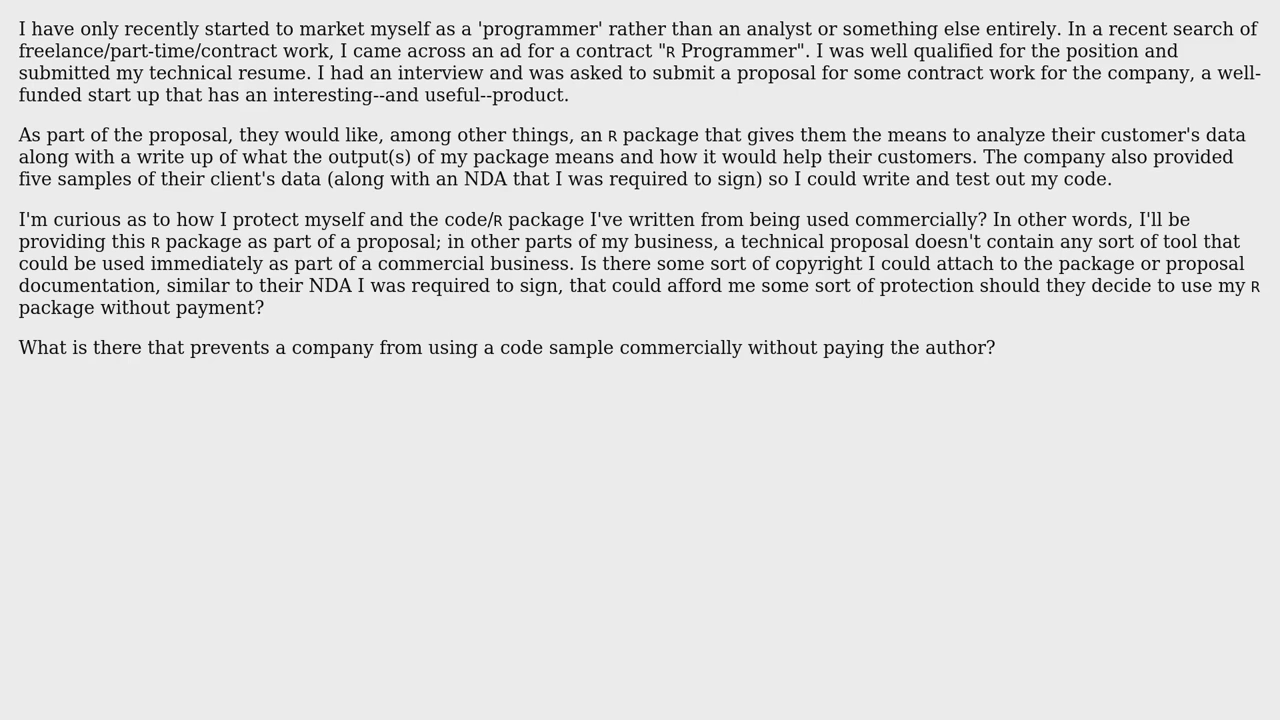 I have only recently started to market myself as a 'programmer' rather than an analyst or something else entirely. In a recent search of
freelance/part-time/contract work, I came across an ad for a contract "R Programmer". I was well qualified for the position and
submitted my technical resume. I had an interview and was asked to submit a proposal for some contract work for the company, a well-
funded start up that has an interesting--and useful--product.
As part of the proposal, they would like, among other things, an R package that gives them the means to analyze their customer's data
along with a write up of what the output(s) of my package means and how it would help their customers. The company also provided
five samples of their client's data (along with an NDA that I was required to sign) so I could write and test out my code.
I'm curious as to how I protect myself and the code/R package I've written from being used commercially? In other words, I'll be
providing this R package as part of a proposal; in other parts of my business, a technical proposal doesn't contain any sort of tool that
could be used immediately as part of a commercial business. Is there some sort of copyright I could attach to the package or proposal
documentation, similar to their NDA I was required to sign, that could afford me some sort of protection should they decide to use my R
package without payment?
What is there that prevents a company from using a code sample commercially without paying the author?